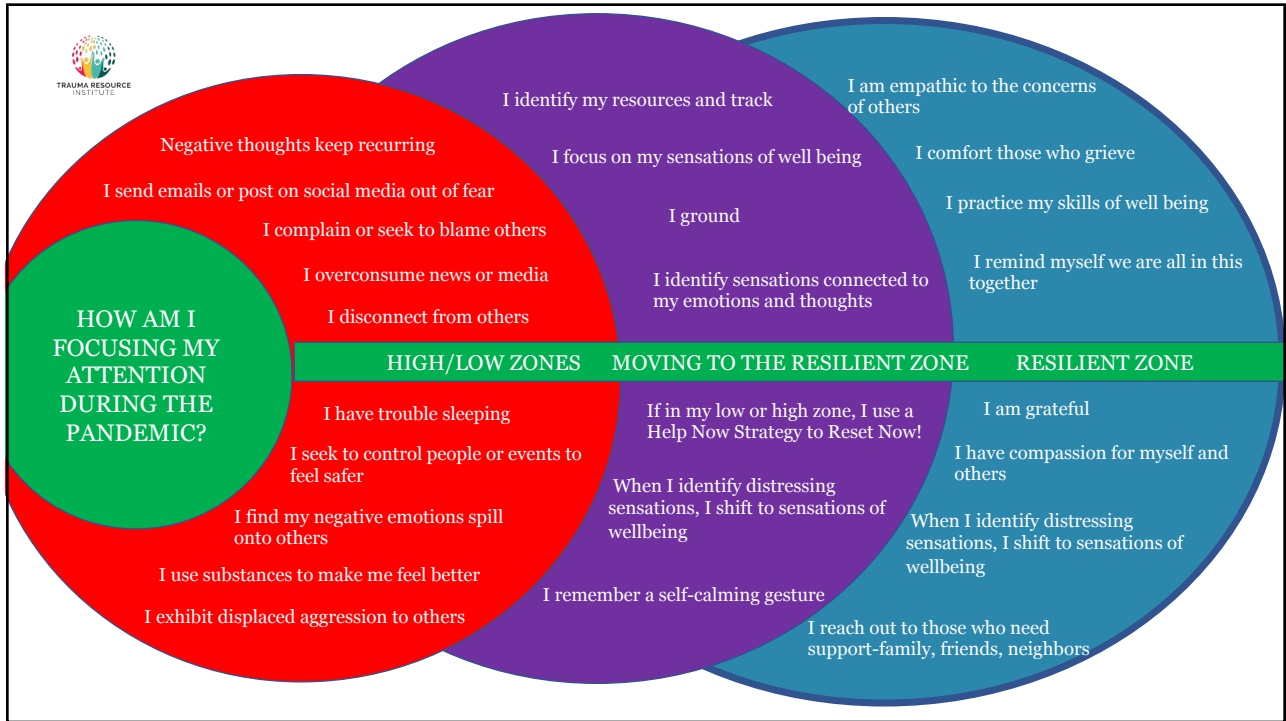 TRAUMA RESOURCE
INSTITUTE
HOW AM I
FOCUSING MY
ATTENTION
DURING THE
PANDEMIC?
Negative thoughts keep recurring
I send emails or post on social media out of fear
I complain or seek to blame others
I overconsume news or media
I disconnect from others
HIGH/LOW ZONES
I have trouble sleeping
I seek to control people or events to
feel safer
I find my negative emotions spill
onto others
I use substances to make me feel better
I exhibit displaced aggression to others
I identify my resources and track
I focus on my sensations of well being
I ground
I identify sensations connected to
my emotions and thoughts
MOVING TO THE RESILIENT ZONE
If in my low or high zone, I use a
Help Now Strategy to Reset Now!
When I identify distressing
sensations, I shift to sensations of
wellbeing
I remember a self-calming gesture
I am empathic to the concerns
of others
I comfort those who grieve
I practice my skills of well being
I remind myself we are all in this
together
RESILIENT ZONE
I am grateful
I have compassion for myself and
others
When I identify distressing
sensations, I shift to sensations of
wellbeing
I reach out to those who need
support-family, friends, neighbors